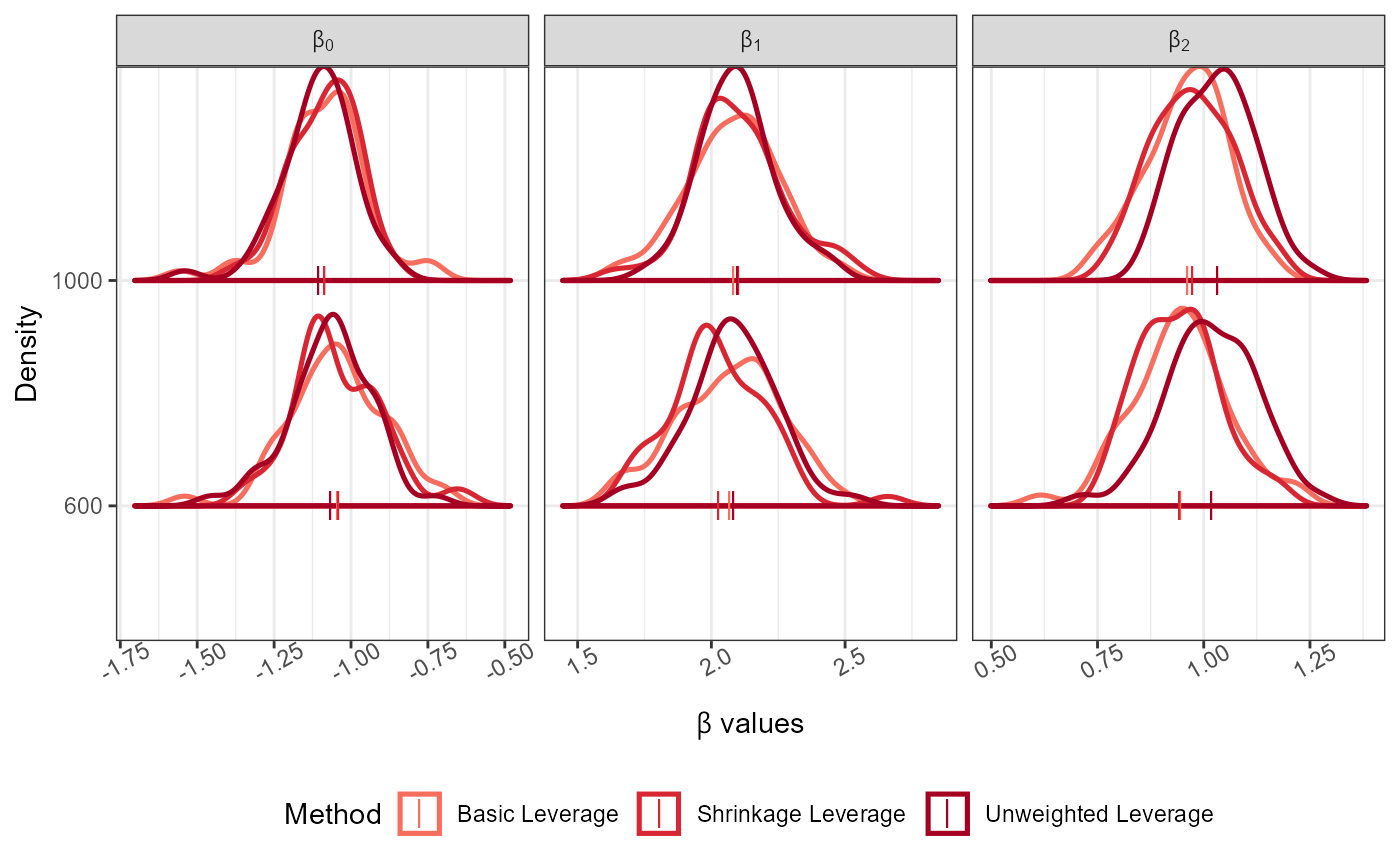 β₀ β₁ β₂
Density
1000
600
-1.75 -1.50 -1.25 -1.00 -0.75 -0.50 1.5 2.0 2.5 0.50 0.75 1.00 1.25
β values
Method Basic Leverage Shrinkage Leverage Unweighted Leverage